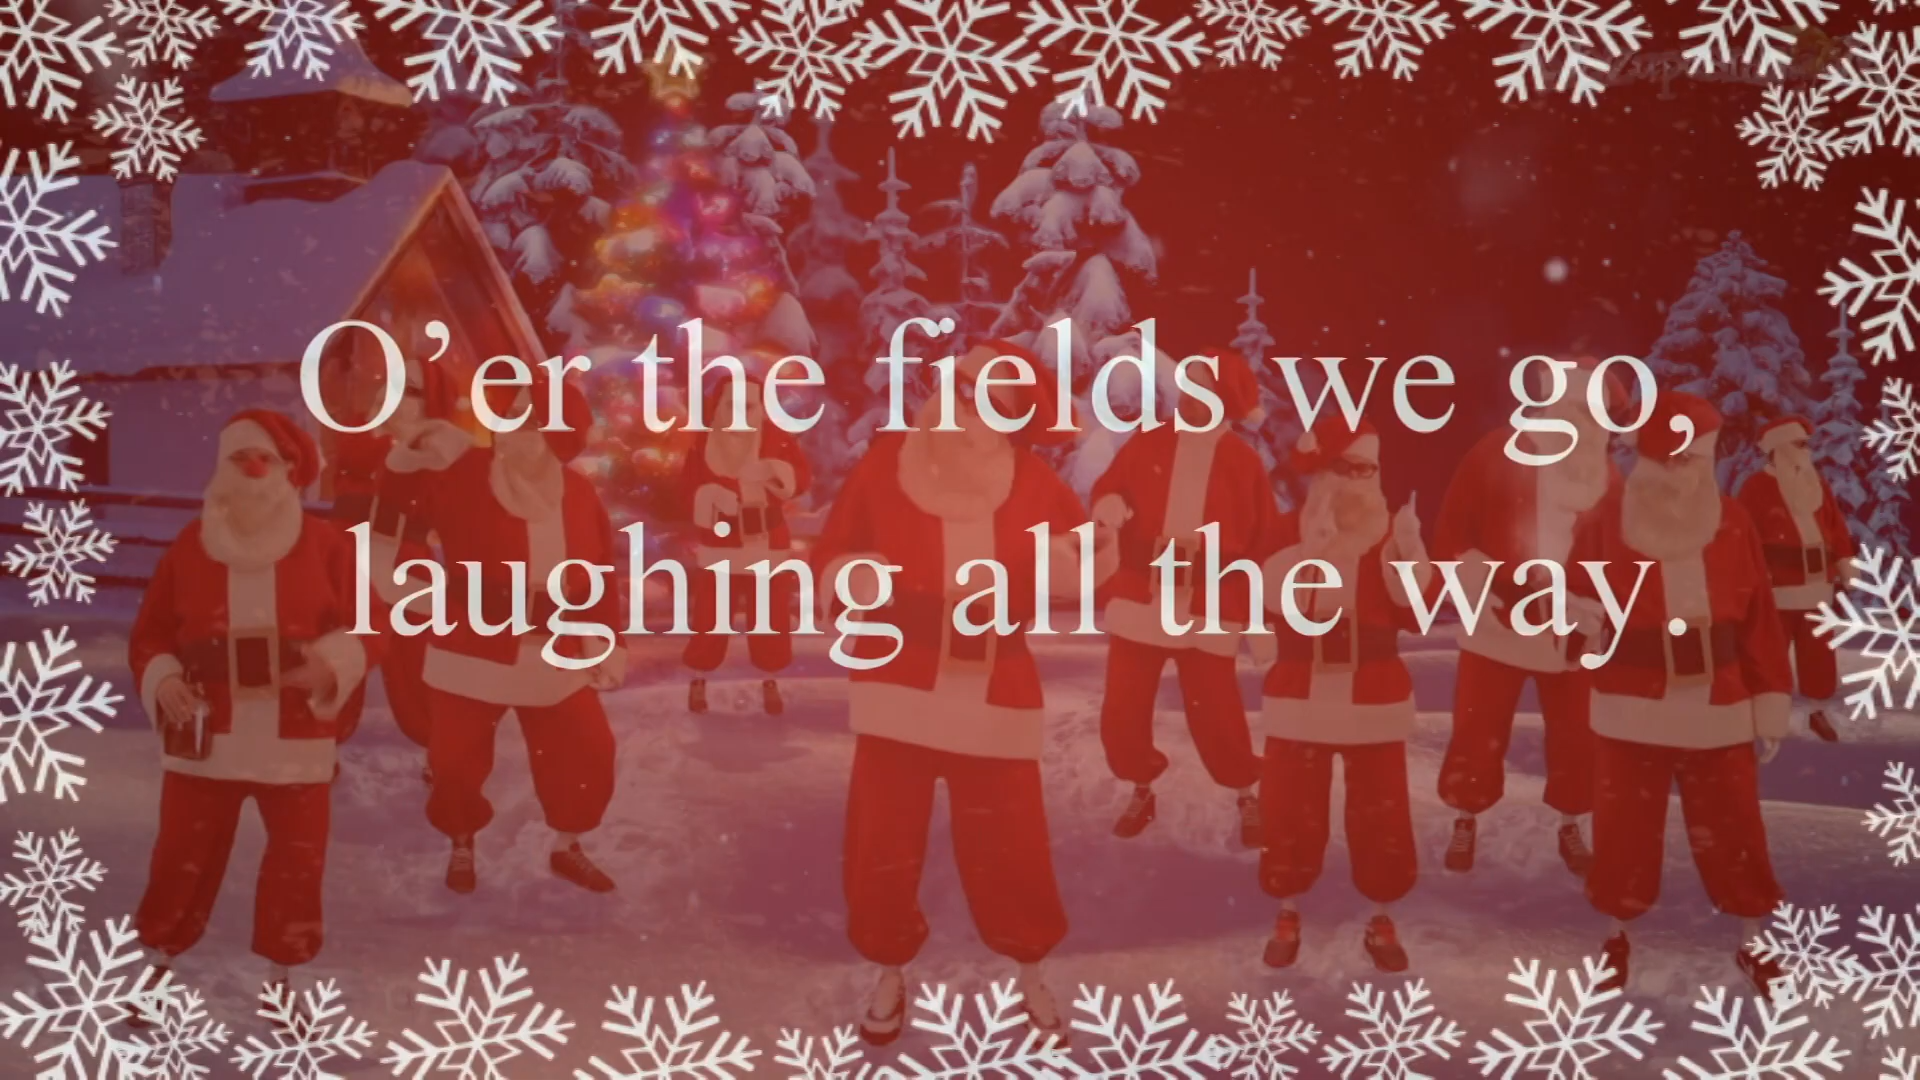 O’er the fields we go,
laughing all the way.